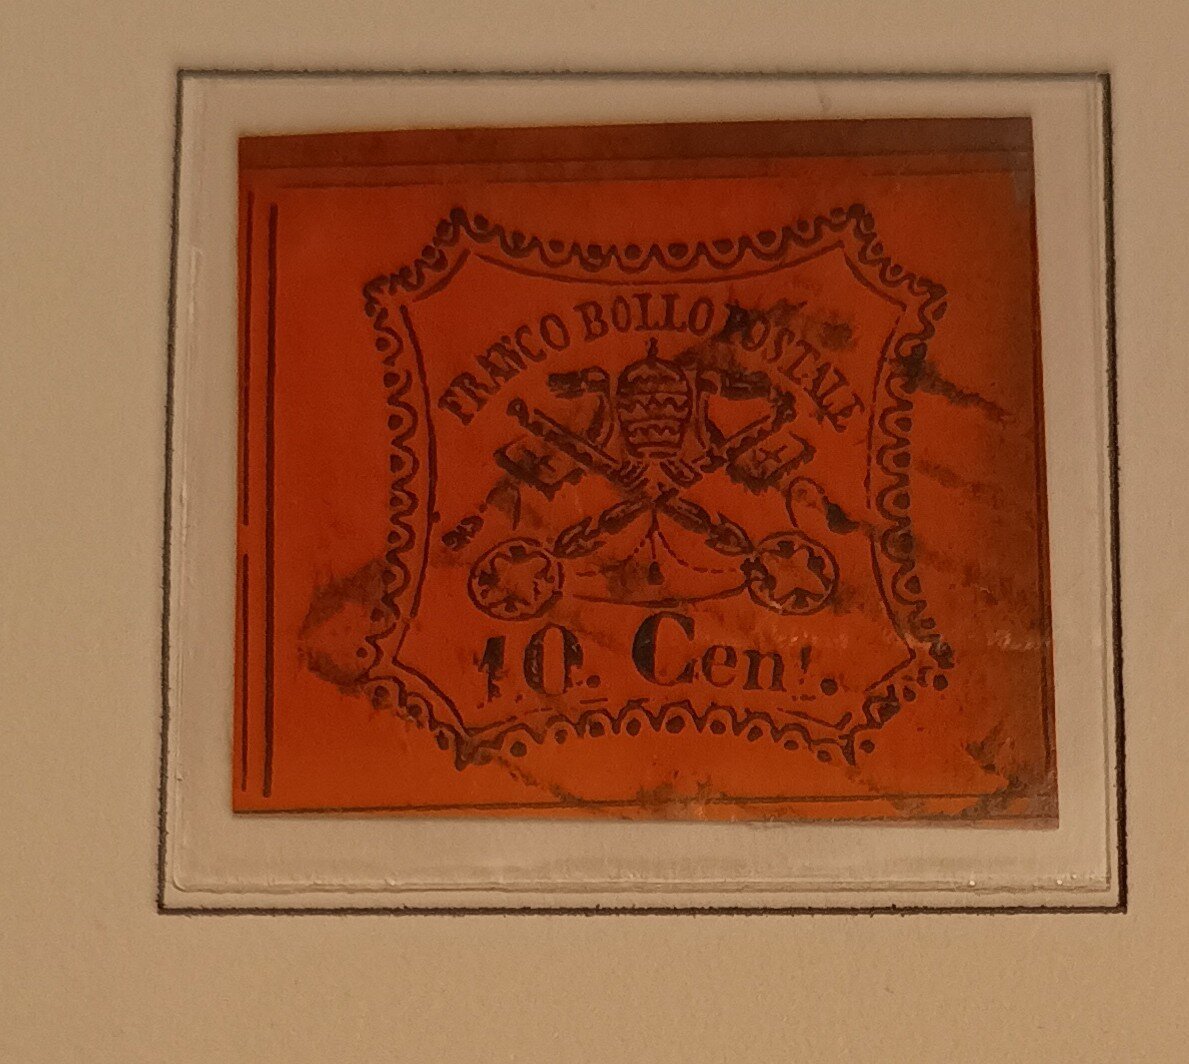 FRANCO BOLLO POSTALE
10. Cent.